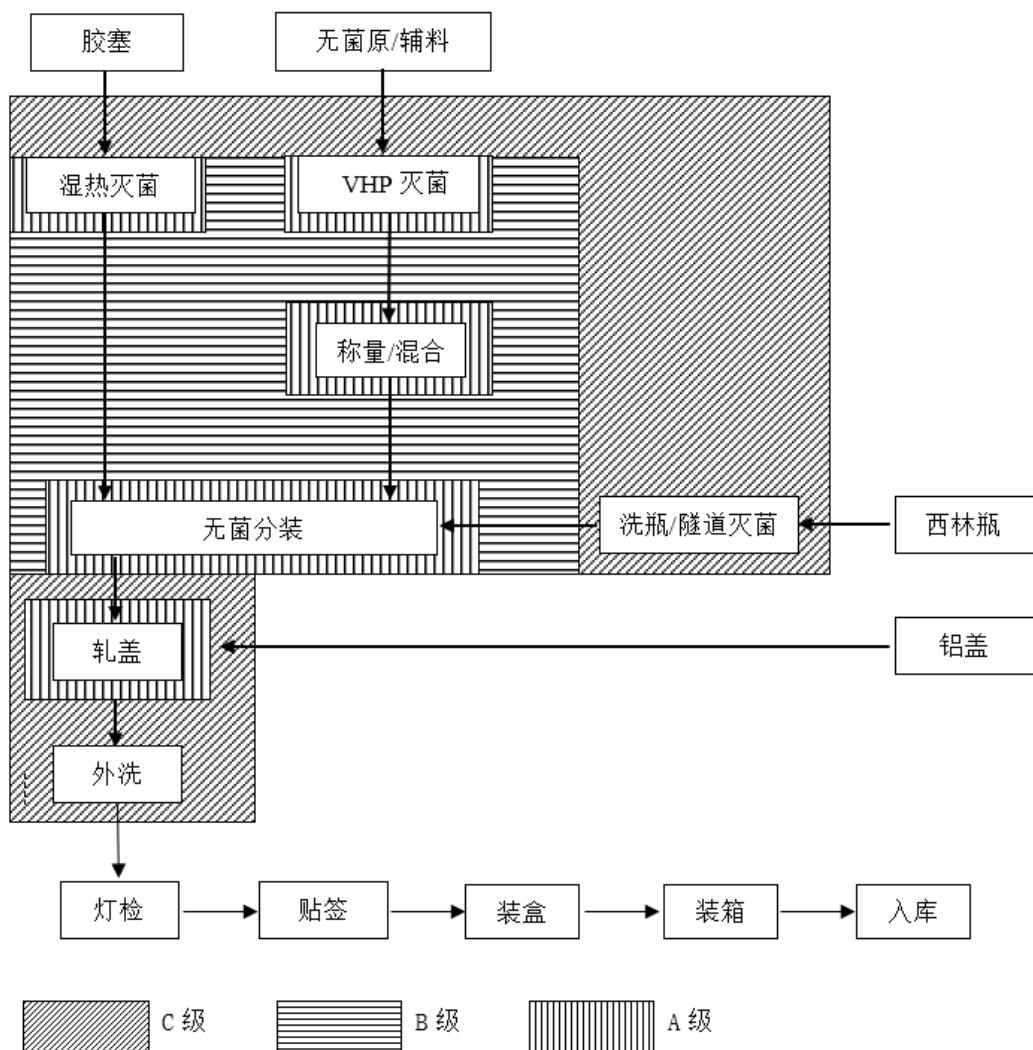 胶塞
无菌原/辅料
湿热灭菌
VHP 灭菌
称量/混合
无菌分装
洗瓶/隧道灭菌
西林瓶
轧盖
铝盖
外洗
灯检
贴签
装盒
装箱
入库
C 级
B 级
A 级